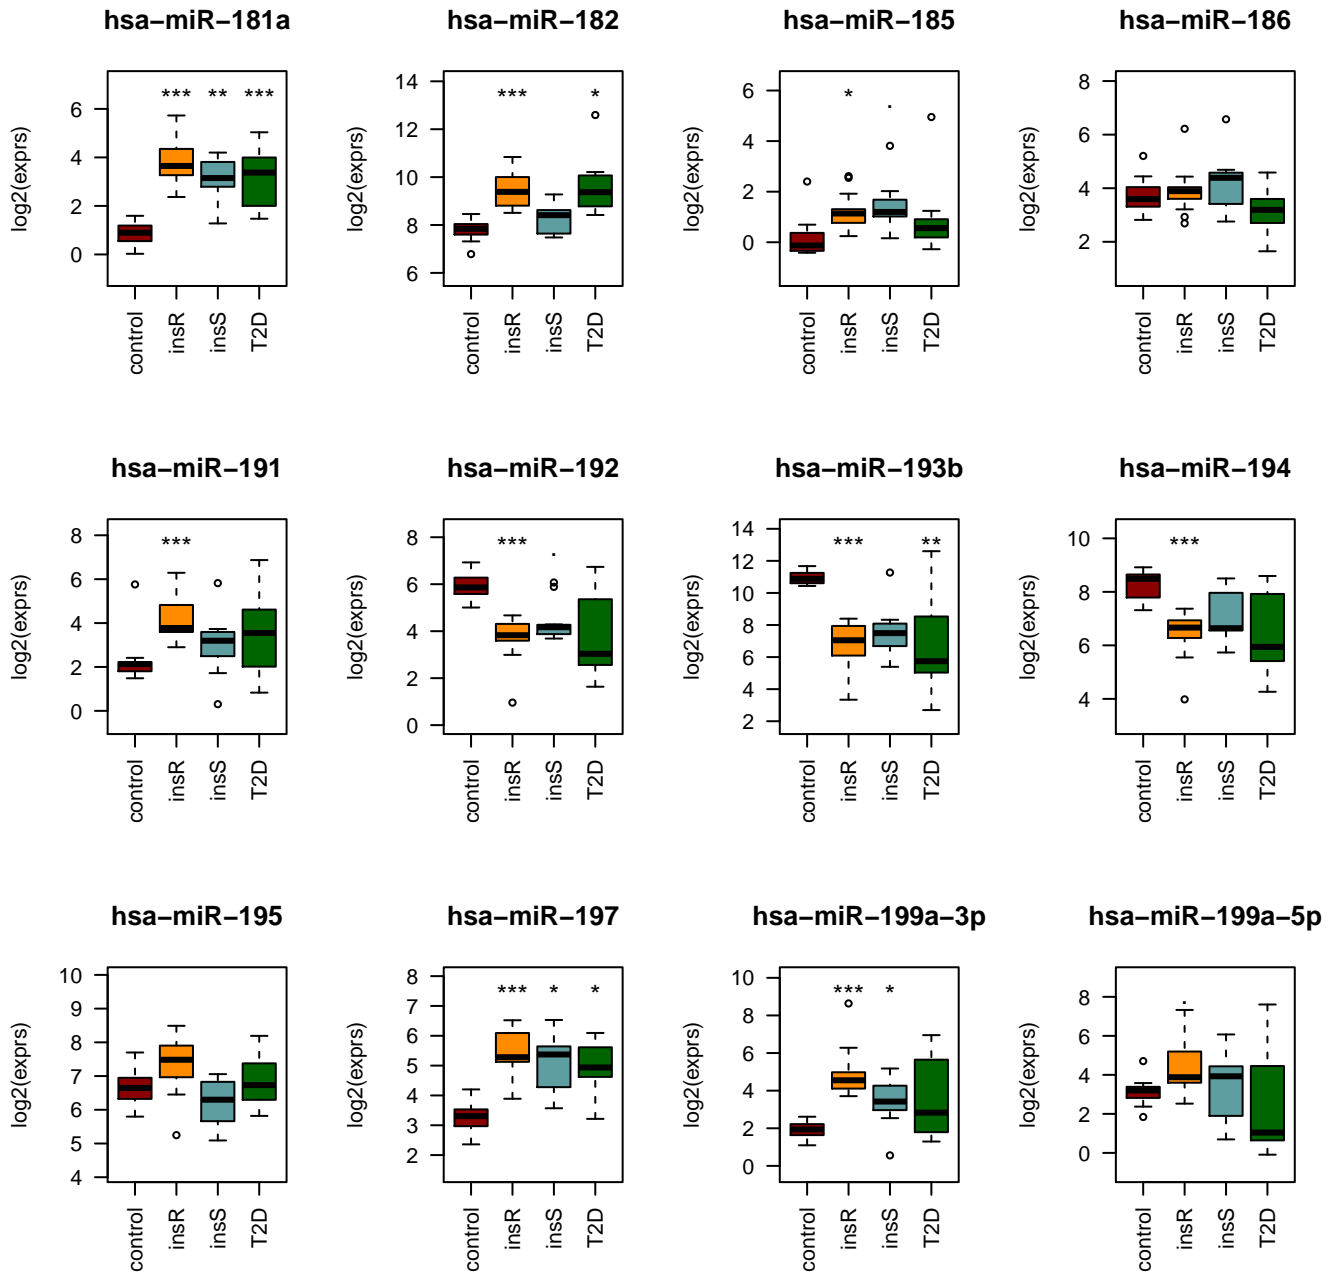 hsa−miR−181a
log2(exprs)
6
4
2
0
*** ** ***
control
insR
insS
T2D
hsa−miR−182
log2(exprs)
14
12
10
8
6
*** *
control
insR
insS
T2D
hsa−miR−185
log2(exprs)
6
4
2
0
*
control
insR
insS
T2D
hsa−miR−186
log2(exprs)
8
6
4
2
control
insR
insS
T2D
hsa−miR−191
log2(exprs)
8
6
4
2
0
***
control
insR
insS
T2D
hsa−miR−192
log2(exprs)
8
6
4
2
0
*** .
control
insR
insS
T2D
hsa−miR−193b
log2(exprs)
14
12
10
8
6
4
2
*** **
control
insR
insS
T2D
hsa−miR−194
log2(exprs)
10
8
6
4
***
control
insR
insS
T2D
hsa−miR−195
log2(exprs)
10
9
8
7
6
5
4
control
insR
insS
T2D
hsa−miR−197
log2(exprs)
8
7
6
5
4
3
2
*** * *
control
insR
insS
T2D
hsa−miR−199a−3p
log2(exprs)
10
8
6
4
2
0
*** *
control
insR
insS
T2D
hsa−miR−199a−5p
log2(exprs)
8
6
4
2
0
.
control
insR
insS
T2D